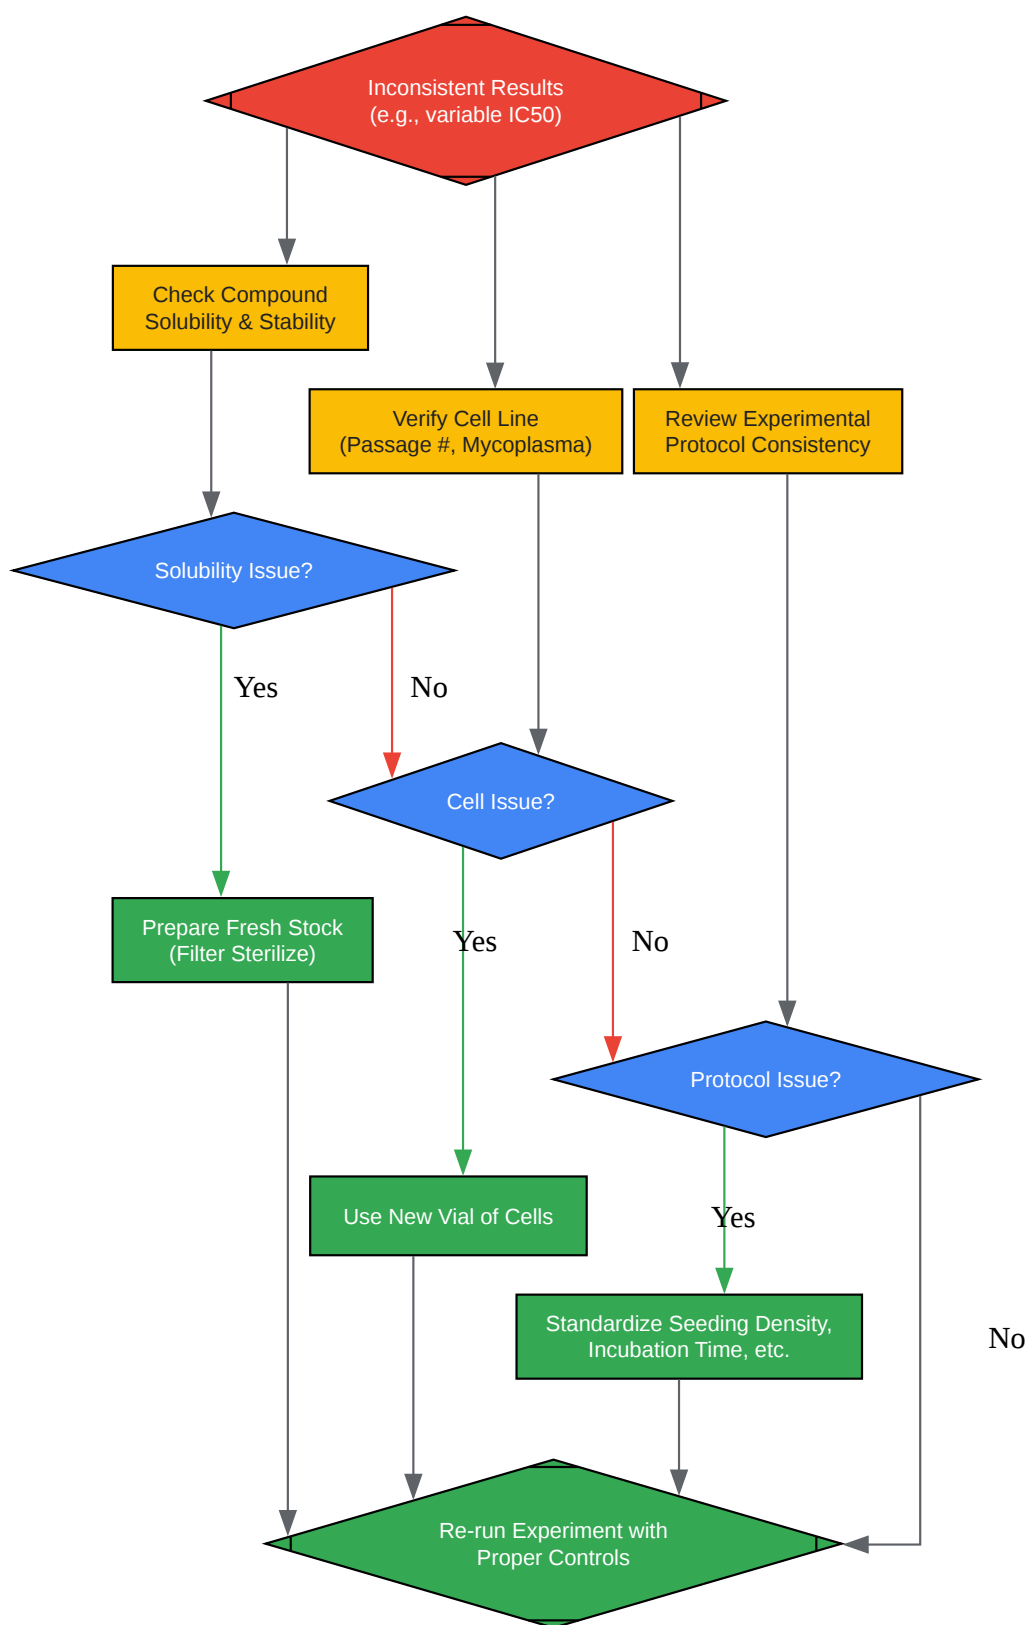 Inconsistent Results
(e.g., variable IC50)
Check Compound
Solubility & Stability
Verify Cell Line
(Passage #, Mycoplasma)
Review Experimental
Protocol Consistency
Solubility Issue?
Yes
No
Cell Issue?
Prepare Fresh Stock
(Filter Sterilize)
Yes
No
Protocol Issue?
Use New Vial of Cells
Yes
Standardize Seeding Density,
Incubation Time, etc.
No
Re-run Experiment with
Proper Controls